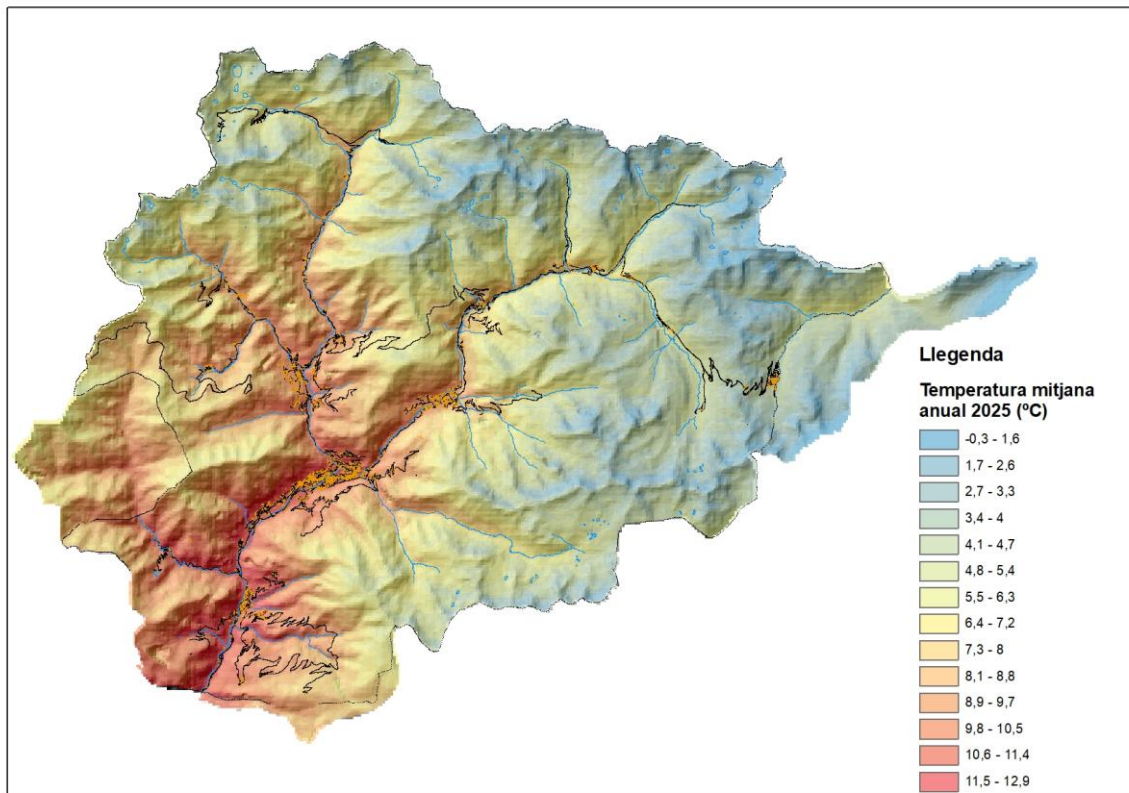 Llegenda
Temperatura mitjana
anual 2025 (ºC)
-0,3 - 1,6
1,7 - 2,6
2,7 - 3,3
3,4 - 4
4,1 - 4,7
4,8 - 5,4
5,5 - 6,3
6,4 - 7,2
7,3 - 8
8,1 - 8,8
8,9 - 9,7
9,8 - 10,5
10,6 - 11,4
11,5 - 12,9